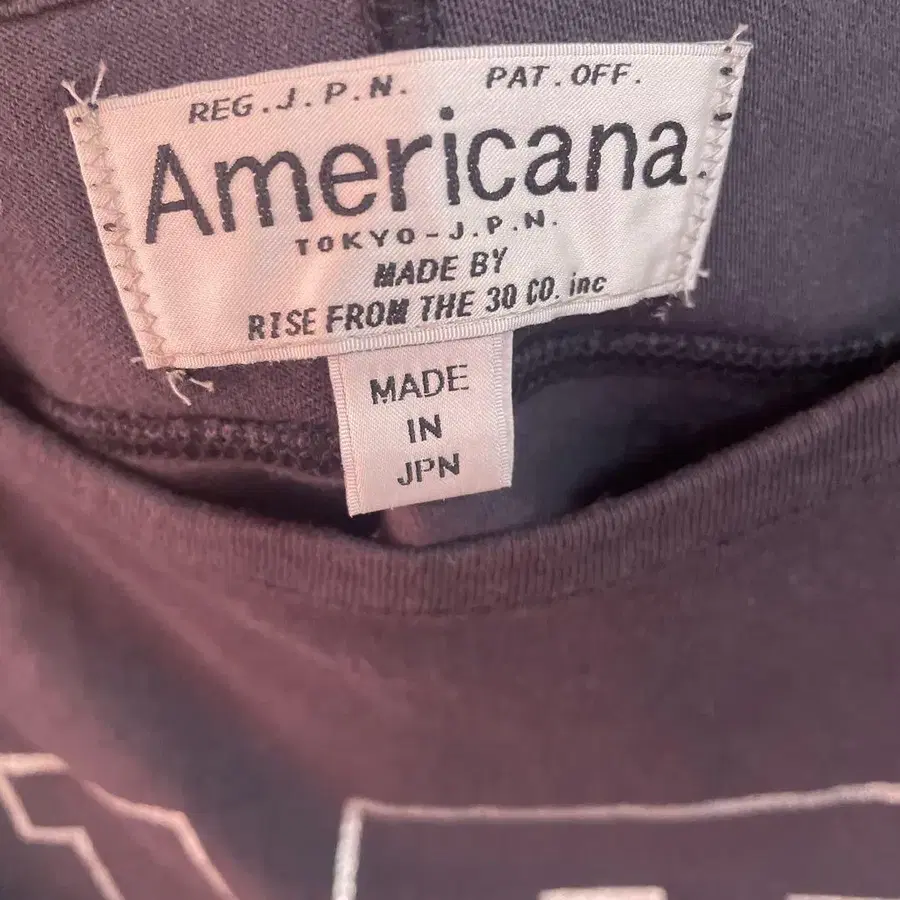 REG.J.P.N. PAT.OFF.
Americana.
TOKYO-J.P.N.
MADE BY
RISE FROM THE 30 CO. inc
MADE
IN
JPN